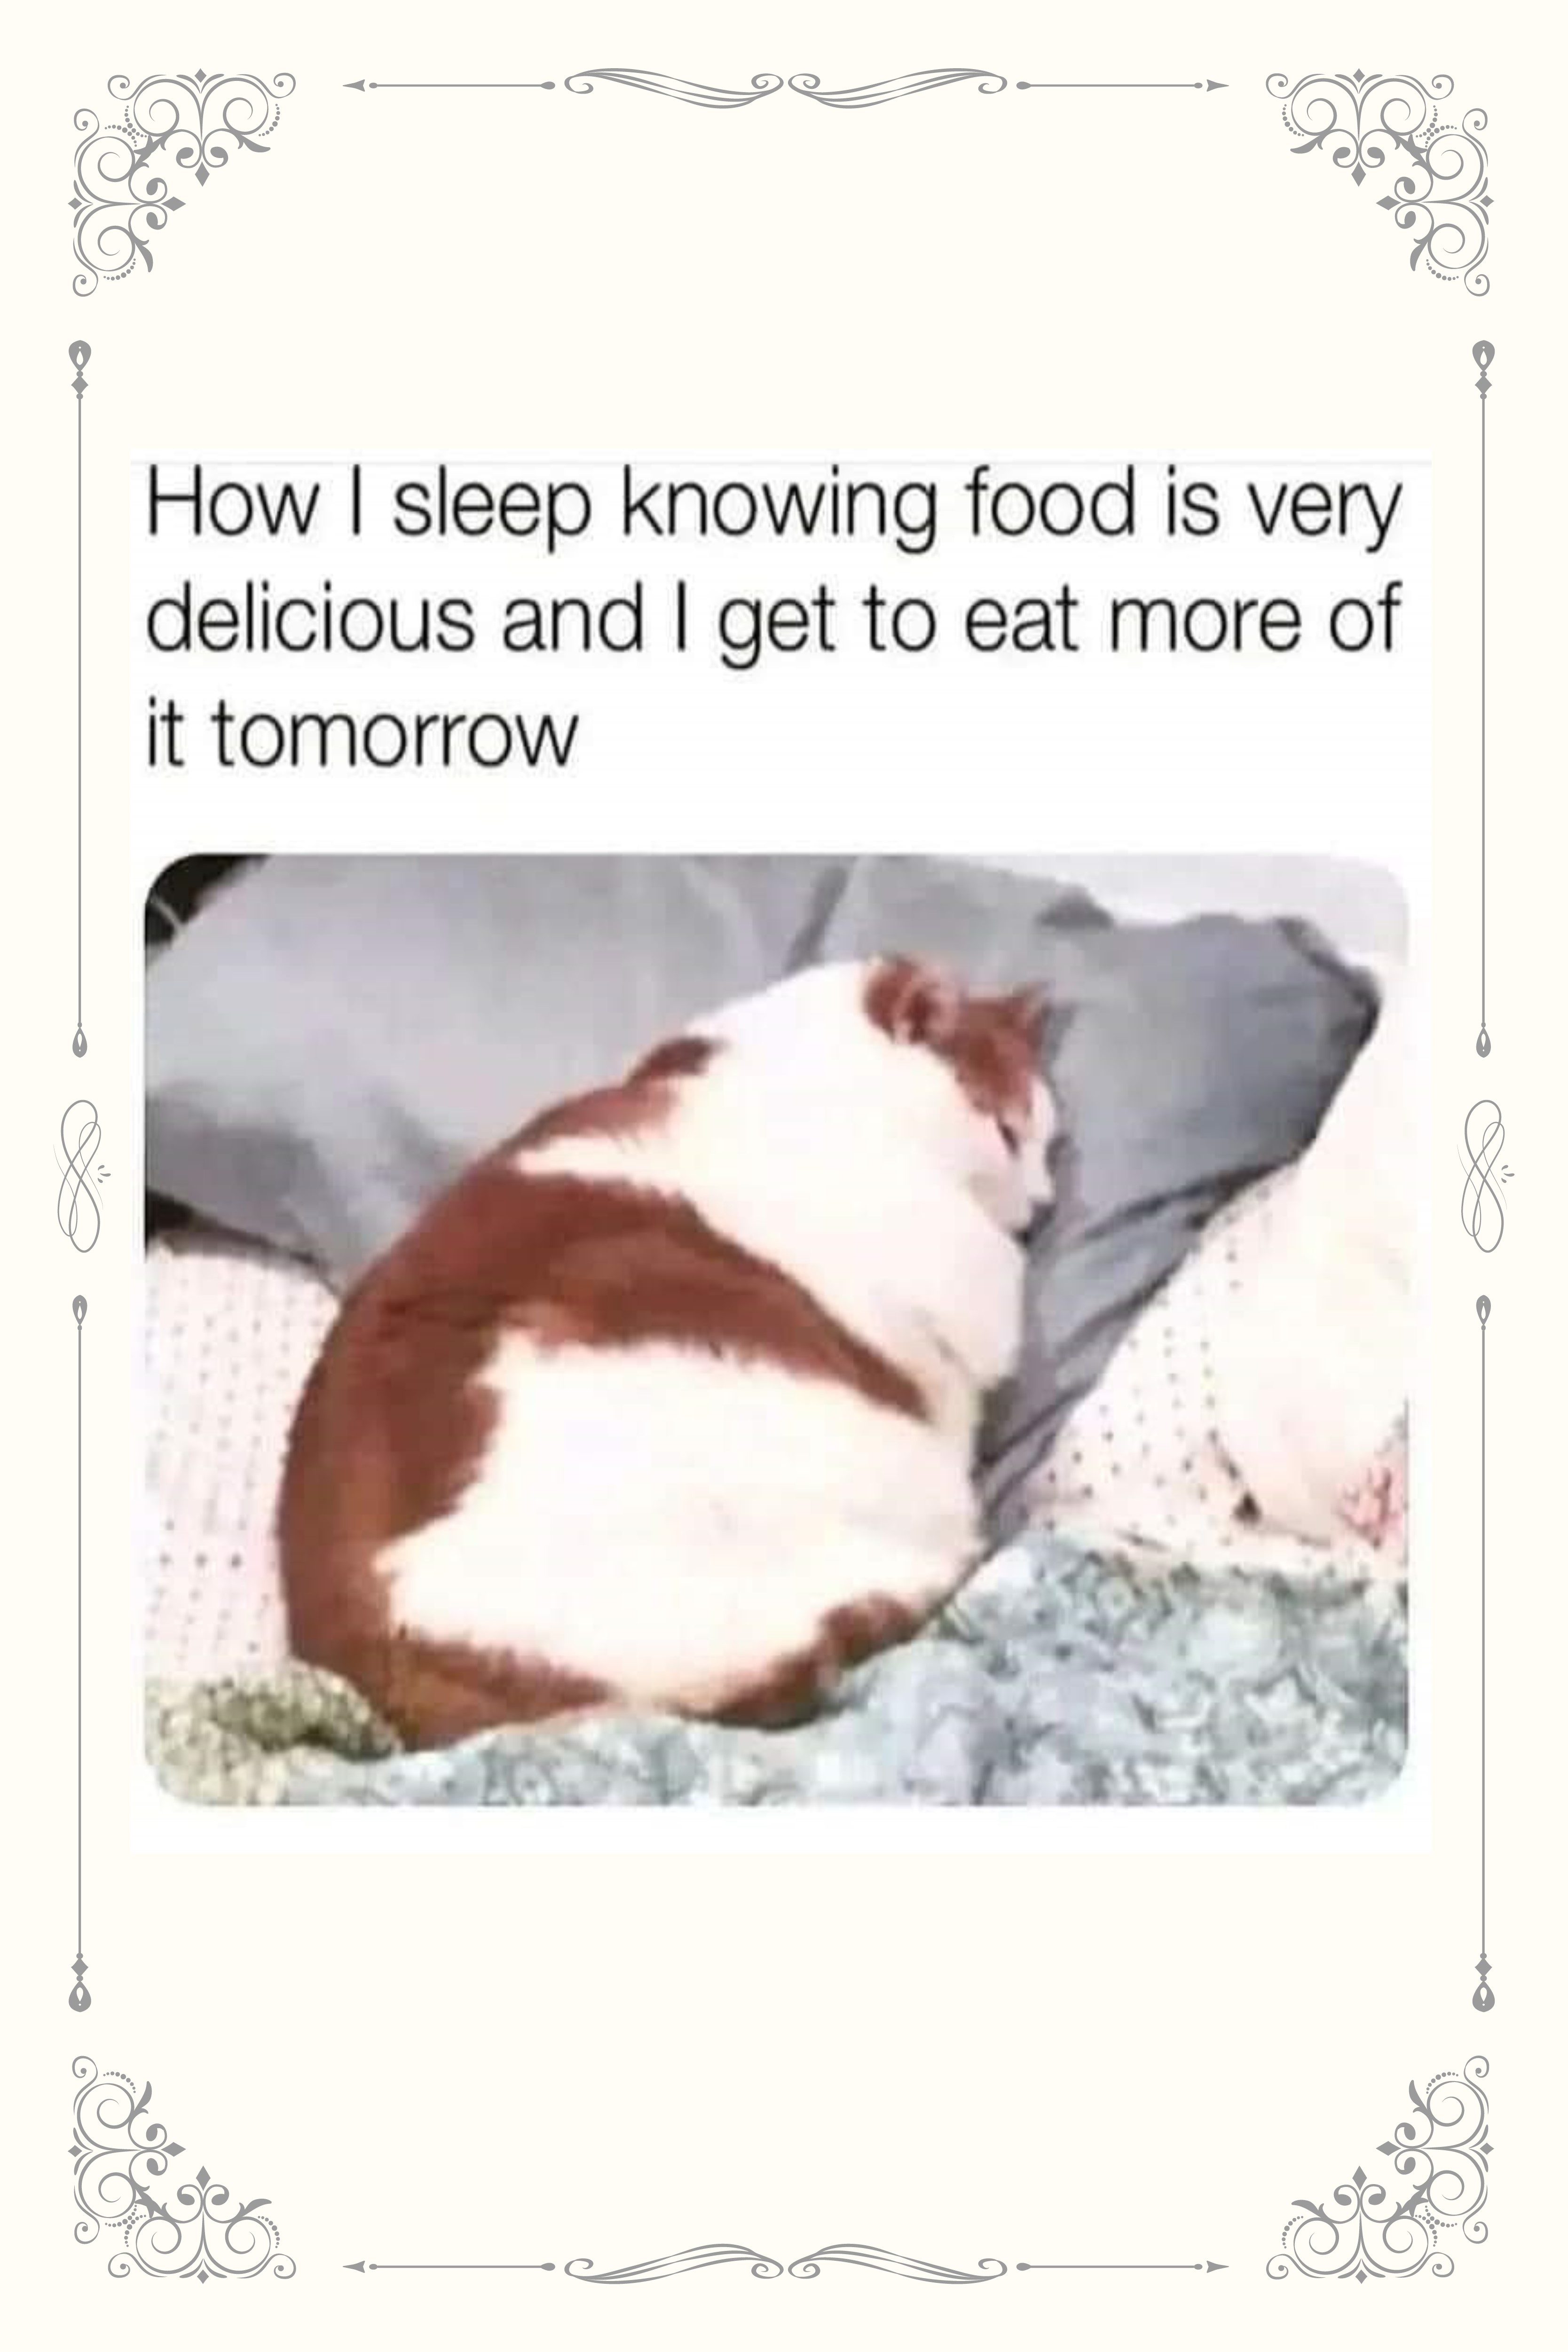 How I sleep knowing food is very
delicious and I get to eat more of
it tomorrow